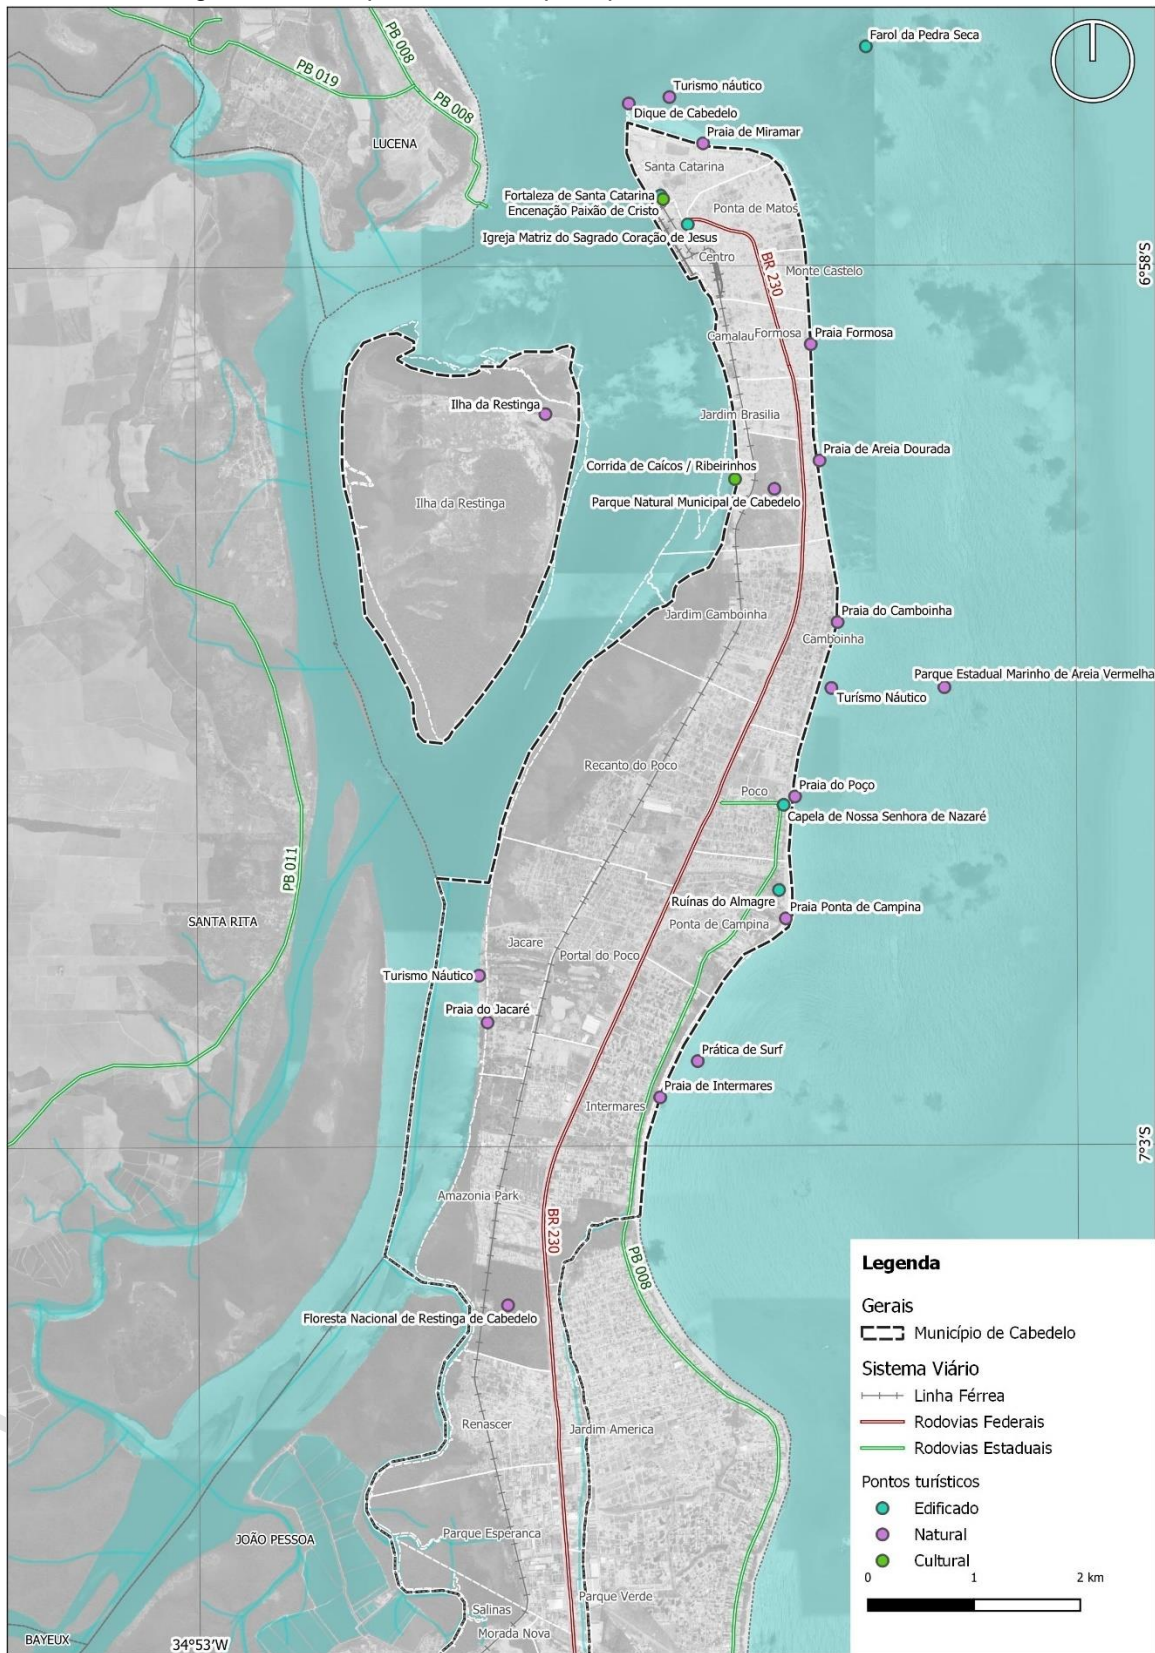 Farol da Pedra Seca
PB 008
PB 019
Turismo náutico
Dique de Cabedelo
PB 008
LUCENA
Praia de Miramar
Santa Catarina
Fortaleza de Santa Catarina
Encenação Paixão de Cristo
Ponta de Matos
Igreja Matriz do Sagrado Coração de Jesus
Centro
BR 230
Monte Castelo
6°58'S
Camalau
Formosa
Praia Formosa
Ilha da Restinga
Jardim Brasilia
Praia de Areia Dourada
Corrida de Caícos / Ribeirinhos
Parque Natural Municipal de Cabedelo
Ilha da Restinga
Jardim Camboinha
Praia do Camboinha
Camboinha
Parque Estadual Marinho de Areia Vermelha
Turísmo Náutico
Recanto do Poco
Poco
Praia do Poço
Capela de Nossa Senhora de Nazaré
PB 011
Ruínas do Almagre
Praia Ponta de Campina
SANTA RITA
Ponta de Campina
Jacare
Portal do Poco
Turismo Náutico
Praia do Jacaré
Prática de Surf
Praia de Intermares
Intermares
7°3'S
Amazonia Park
BR 230
PB 008
Floresta Nacional de Restinga de Cabedelo
Renascer
Jardim America
Parque Esperanca
JOÃO PESSOA
Parque Verde
Salinas
Morada Nova
BAYEUX
34°53'W
Legenda
Gerais
Município de Cabedelo
Sistema Viário
Linha Férrea
Rodovias Federais
Rodovias Estaduais
Pontos turísticos
Edificado
Natural
Cultural
0 1 2 km